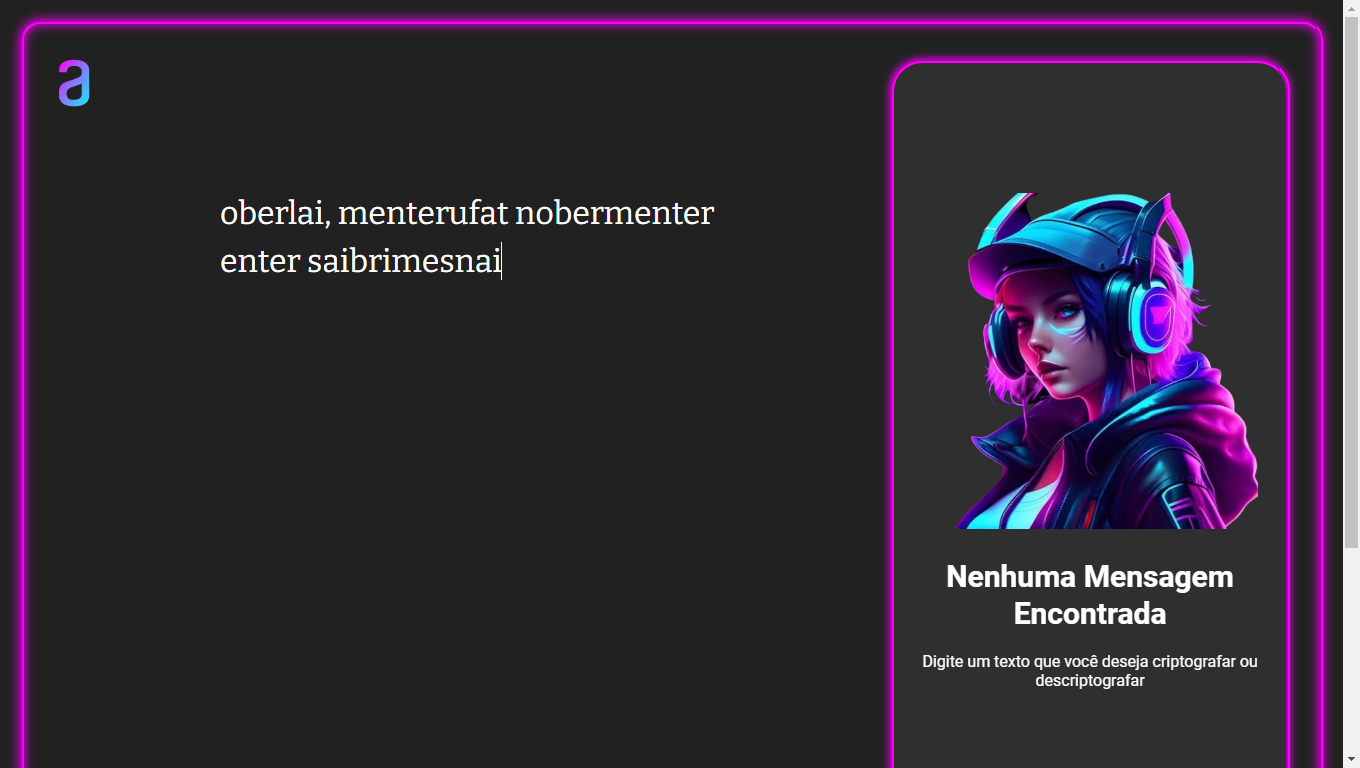 a
oberlai, menterufat nobermenter
enter saibrimesnai
Nenhuma Mensagem
Encontrada
Digite um texto que você deseja criptografar ou
descriptografar